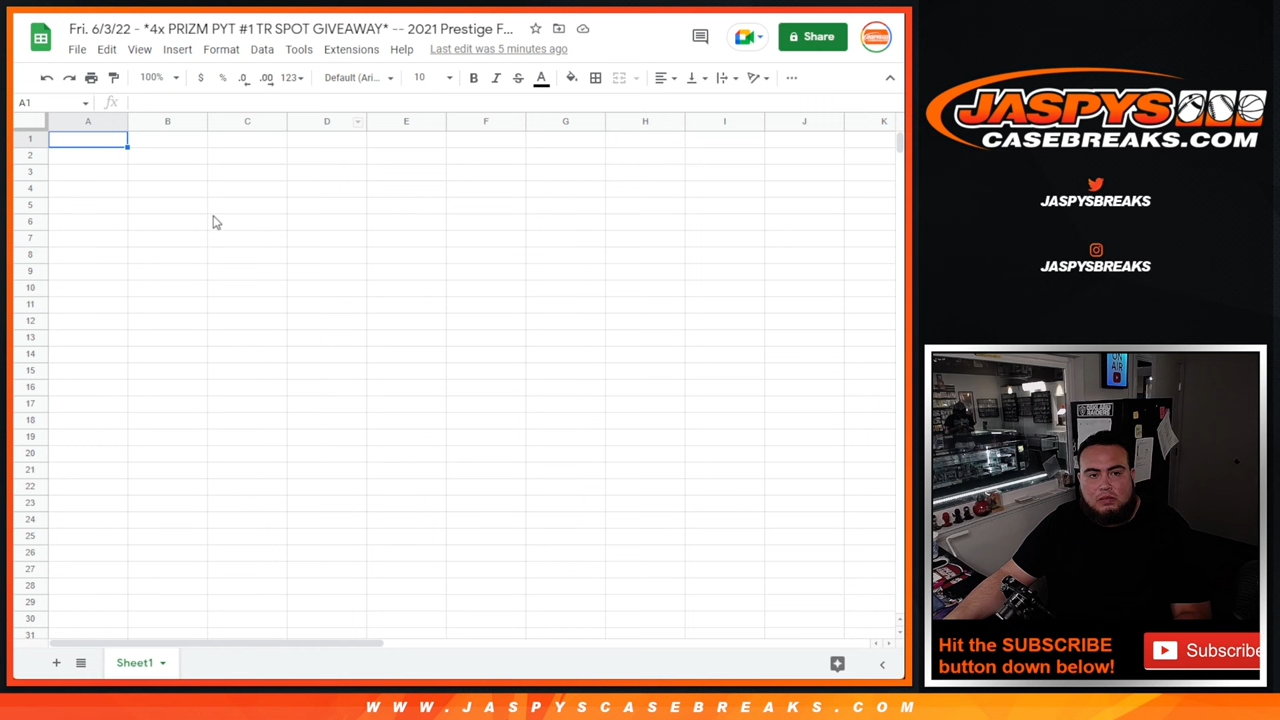 Fri. 6/3/22 - *4x PRIZM PYT #1 TR SPOT GIVEAWAY* -- 2021 Prestige F...
Share
File Edit View Insert Format Data Tools Extensions Help Last edit was 5 minutes ago
100% $ % .0 .00 123 Default (Ari... 10 B I S A
A1 fx
A B C D E F G H I J K
1
2
3
4
5
6
7
8
9
10
11
12
13
14
15
16
17
18
19
20
21
22
23
24
25
26
27
28
29
30
31
Sheet1
JASPYS
CASEBREAKS.COM
JASPYSBREAKS
JASPYSBREAKS
ON
AIR
OAKLAND
RAIDERS
Hit the SUBSCRIBE
button down below!
Subscribe
WWW.JASPYSCASEBREAKS.COM